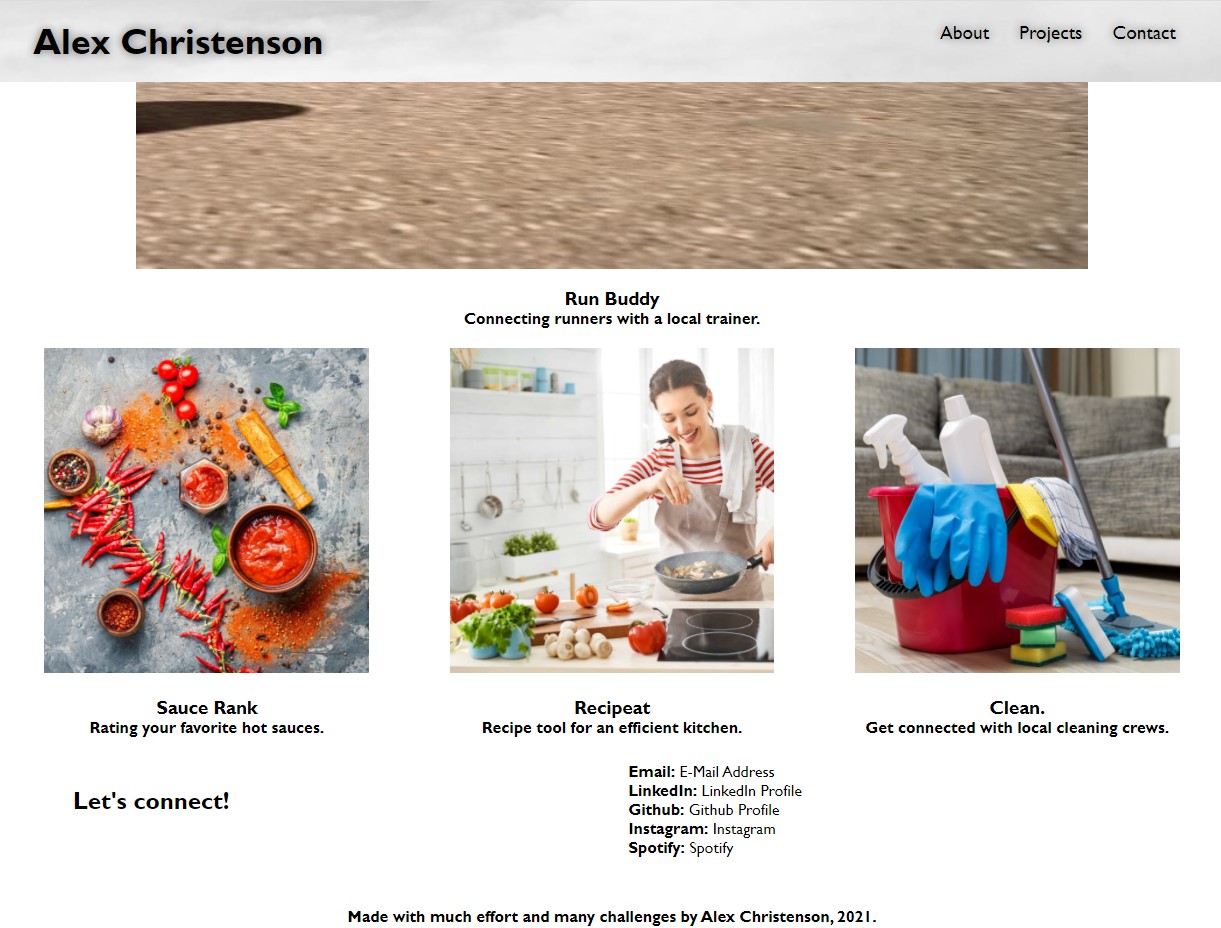 Alex Christenson
About Projects Contact
Run Buddy
Connecting runners with a local trainer.
Sauce Rank
Rating your favorite hot sauces.
Recipeat
Recipe tool for an efficient kitchen.
Clean.
Get connected with local cleaning crews.
Let's connect!
Email: E-Mail Address
LinkedIn: LinkedIn Profile
Github: Github Profile
Instagram: Instagram
Spotify: Spotify
Made with much effort and many challenges by Alex Christenson, 2021.